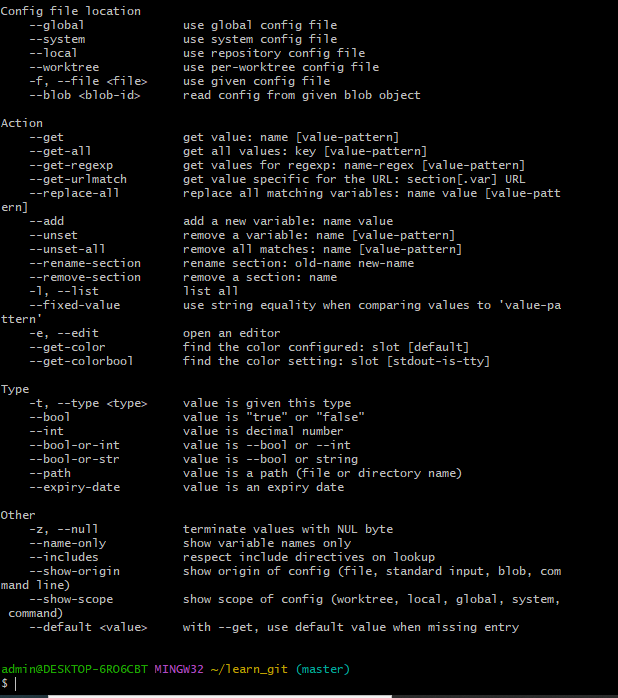 Config file location
    --global              use global config file
    --system              use system config file
    --local               use repository config file
    --worktree            use per-worktree config file
    -f, --file <file>     use given config file
    --blob <blob-id>      read config from given blob object

Action
    --get                 get value: name [value-pattern]
    --get-all             get all values: key [value-pattern]
    --get-regexp          get values for regexp: name-regex [value-pattern]
    --get-urlmatch        get value specific for the URL: section[.var] URL
    --replace-all         replace all matching variables: name value [value-patt
ern]
    --add                 add a new variable: name value
    --unset               remove a variable: name [value-pattern]
    --unset-all           remove all matches: name [value-pattern]
    --rename-section      rename section: old-name new-name
    --remove-section      remove a section: name
    -l, --list            list all
    --fixed-value         use string equality when comparing values to 'value-pa
ttern'
    -e, --edit            open an editor
    --get-color           find the color configured: slot [default]
    --get-colorbool       find the color setting: slot [stdout-is-tty]

Type
    -t, --type <type>     value is given this type
    --bool                value is "true" or "false"
    --int                 value is decimal number
    --bool-or-int         value is --bool or --int
    --bool-or-str         value is --bool or string
    --path                value is a path (file or directory name)
    --expiry-date         value is an expiry date

Other
    -z, --null            terminate values with NUL byte
    --name-only           show variable names only
    --includes            respect include directives on lookup
    --show-origin         show origin of config (file, standard input, blob, com
mand line)
    --show-scope          show scope of config (worktree, local, global, system,
 command)
    --default <value>     with --get, use default value when missing entry

admin@DESKTOP-6RO6CBT MINGW32 ~/learn_git (master)
$